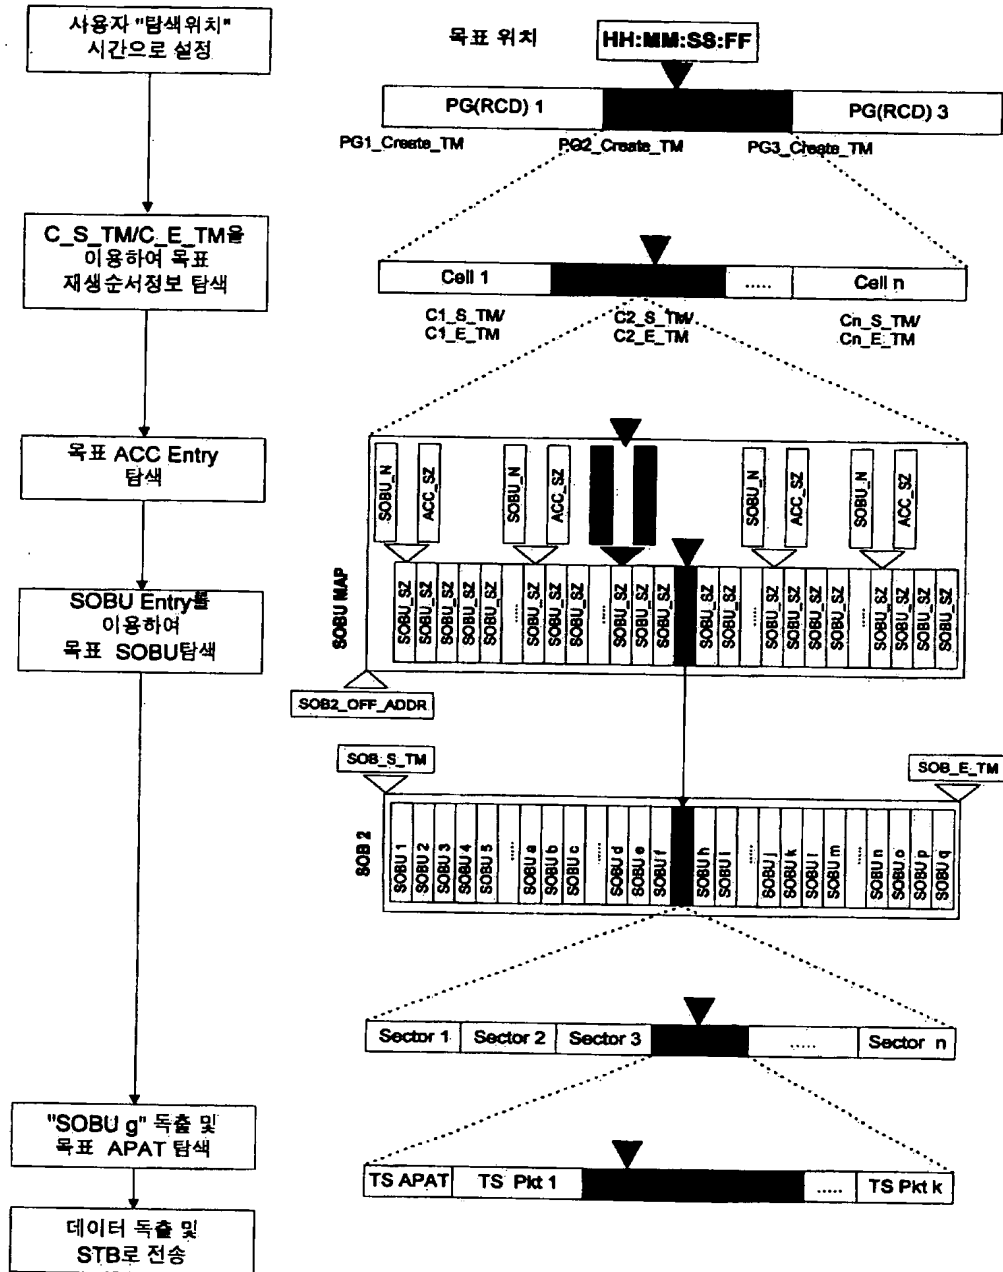 사용자 "탐색위치"
시간으로 설정
목표 위치
HH:MM:SS:FF
PG(RCD) 1
PG(RCD) 3
PG1_Create_TM
PG2_Create_TM
PG3_Create_TM
C_S_TM/C_E_TM을
이용하여 목표
재생순서정보 탐색
Cell 1
.....
Cell n
C1_S_TM/
C1_E_TM
C2_S_TM/
C2_E_TM
Cn_S_TM/
Cn_E_TM
목표 ACC Entry
탐색
SOBU_N
ACC_SZ
SOBU_N
ACC_SZ
SOBU_N
ACC_SZ
SOBU_N
ACC_SZ
SOBU Entry를
이용하여
목표 SOBU탐색
SOBU MAP
SOBU_SZ
SOBU_SZ
SOBU_SZ
SOBU_SZ
SOBU_SZ
.....
SOBU_SZ
SOBU_SZ
SOBU_SZ
.....
SOBU_SZ
SOBU_SZ
SOBU_SZ
SOBU_SZ
SOBU_SZ
.....
SOBU_SZ
SOBU_SZ
SOBU_SZ
SOBU_SZ
.....
SOBU_SZ
SOBU_SZ
SOBU_SZ
SOBU_SZ
SOB2_OFF_ADDR
SOB_S_TM
SOB_E_TM
SOB 2
SOBU 1
SOBU 2
SOBU 3
SOBU 4
SOBU 5
.....
SOBU a
SOBU b
SOBU c
.....
SOBU d
SOBU e
SOBU f
SOBU h
SOBU i
.....
SOBU j
SOBU k
SOBU l
SOBU m
.....
SOBU n
SOBU o
SOBU p
SOBU q
Sector 1
Sector 2
Sector 3
.....
Sector n
"SOBU g" 독출 및
목표 APAT 탐색
TS APAT
TS Pkt 1
.....
TS Pkt k
데이터 독출 및
STB로 전송